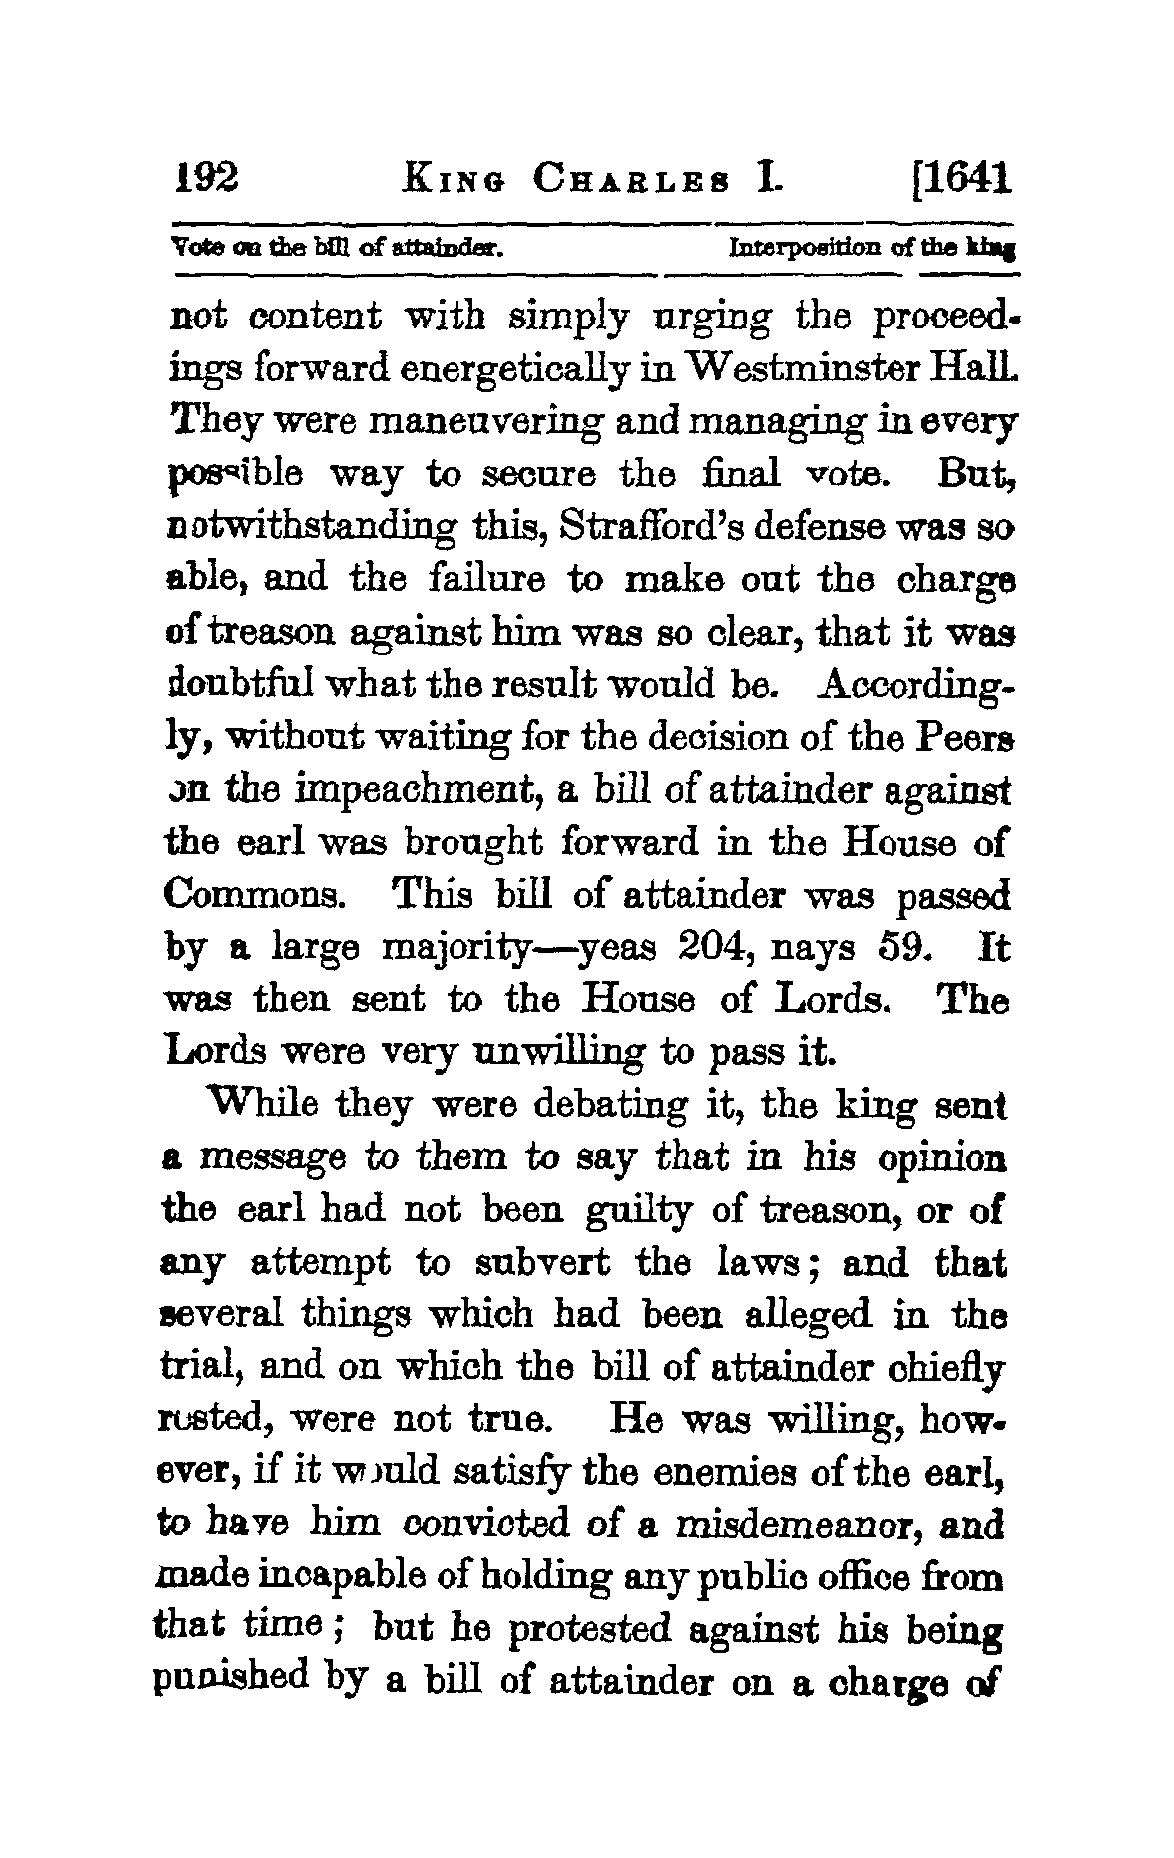 192 KING CHARLES I. [1641
Vote on the bill of attainder. Interposition of the king
not content with simply urging the proceed-
ings forward energetically in Westminster Hall.
They were maneuvering and managing in every
possible way to secure the final vote. But,
notwithstanding this, Strafford's defense was so
able, and the failure to make out the charge
of treason against him was so clear, that it was
doubtful what the result would be. According-
ly, without waiting for the decision of the Peers
on the impeachment, a bill of attainder against
the earl was brought forward in the House of
Commons. This bill of attainder was passed
by a large majority—yeas 204, nays 59. It
was then sent to the House of Lords. The
Lords were very unwilling to pass it.
While they were debating it, the king sent
a message to them to say that in his opinion
the earl had not been guilty of treason, or of
any attempt to subvert the laws; and that
several things which had been alleged in the
trial, and on which the bill of attainder chiefly
rested, were not true. He was willing, how-
ever, if it would satisfy the enemies of the earl,
to have him convicted of a misdemeanor, and
made incapable of holding any public office from
that time; but he protested against his being
punished by a bill of attainder on a charge of